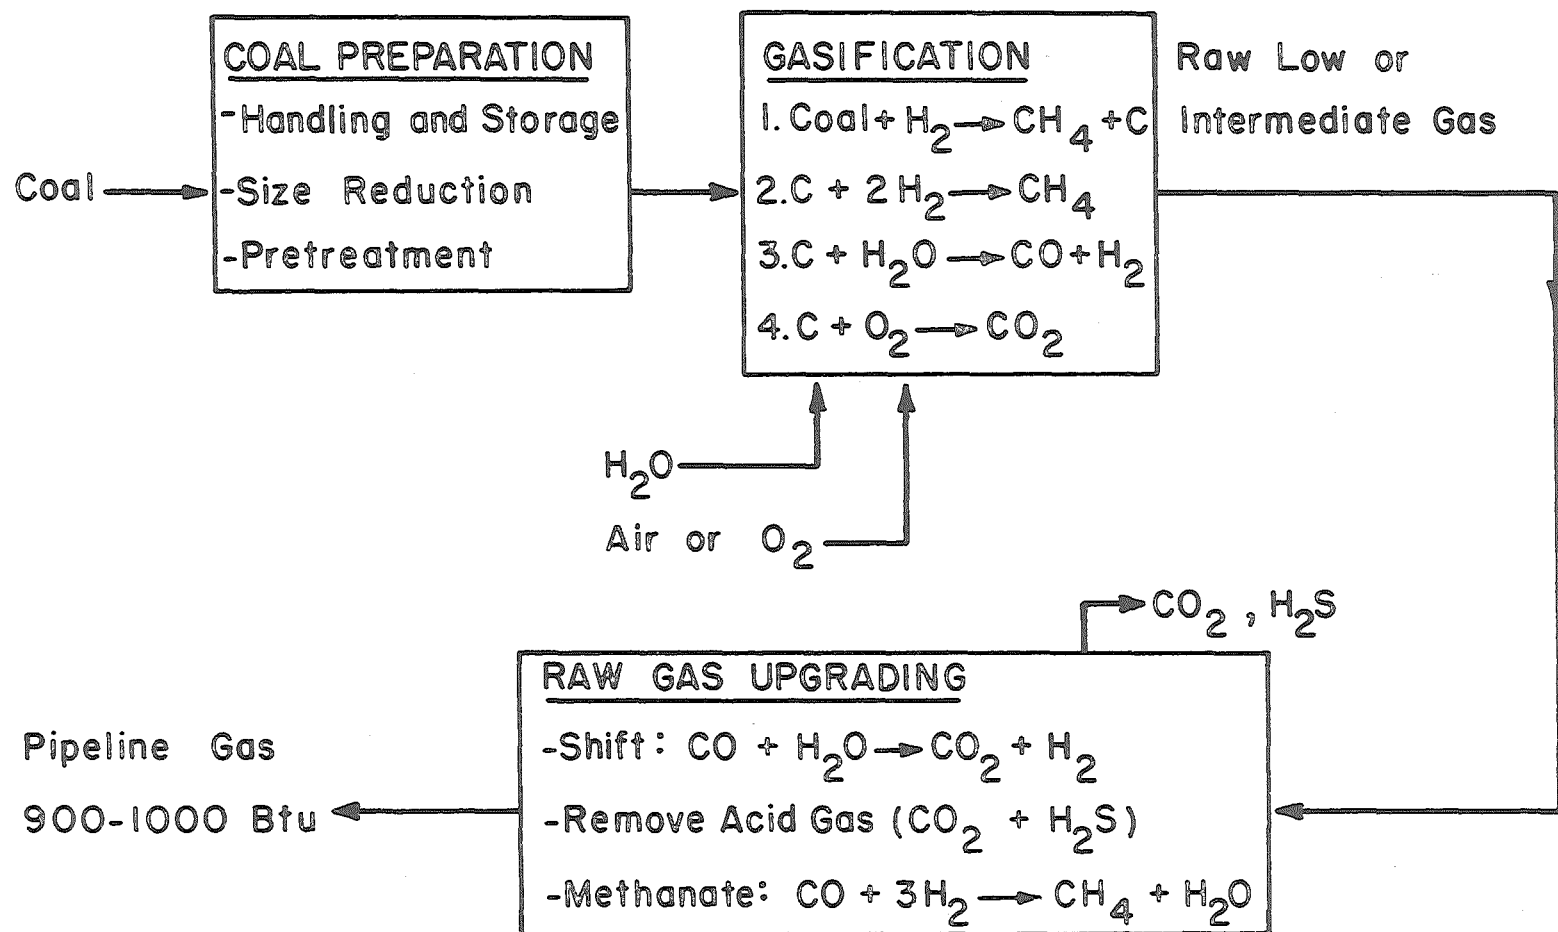 COAL PREPARATION
-Handling and Storage
-Size Reduction
-Pretreatment
Coal
GASIFICATION
1. Coal + H₂ → CH₄ + C
2. C + 2 H₂ → CH₄
3. C + H₂O → CO + H₂
4. C + O₂ → CO₂
Raw Low or
Intermediate Gas
H₂O
Air or O₂
CO₂ , H₂S
RAW GAS UPGRADING
-Shift: CO + H₂O → CO₂ + H₂
-Remove Acid Gas (CO₂ + H₂S)
-Methanate: CO + 3H₂ → CH₄ + H₂O
Pipeline Gas
900-1000 Btu